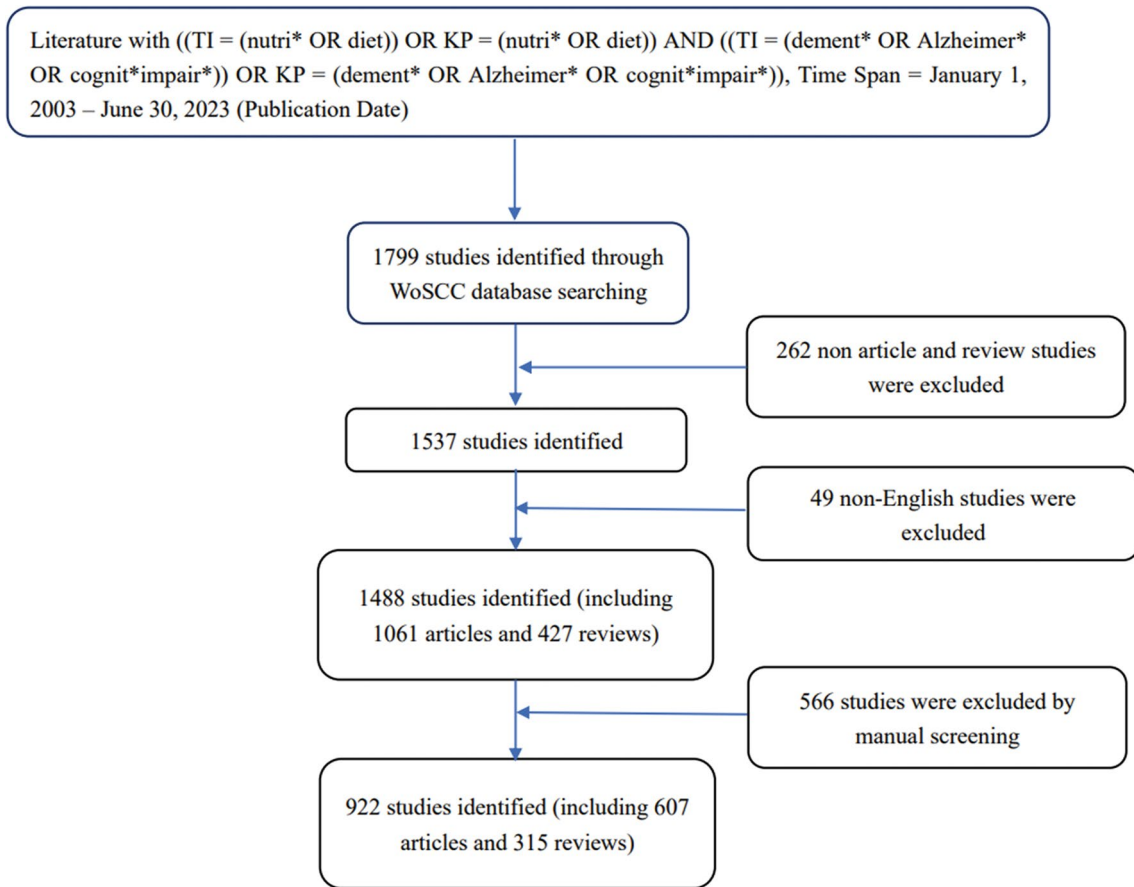 Literature with ((TI = (nutri* OR diet)) OR KP = (nutri* OR diet)) AND ((TI = (dement* OR Alzheimer*
OR cognit*impair*)) OR KP = (dement* OR Alzheimer* OR cognit*impair*)), Time Span = January 1,
2003 – June 30, 2023 (Publication Date)
1799 studies identified through
WoSCC database searching
262 non article and review studies
were excluded
1537 studies identified
49 non-English studies were
excluded
1488 studies identified (including
1061 articles and 427 reviews)
566 studies were excluded by
manual screening
922 studies identified (including 607
articles and 315 reviews)